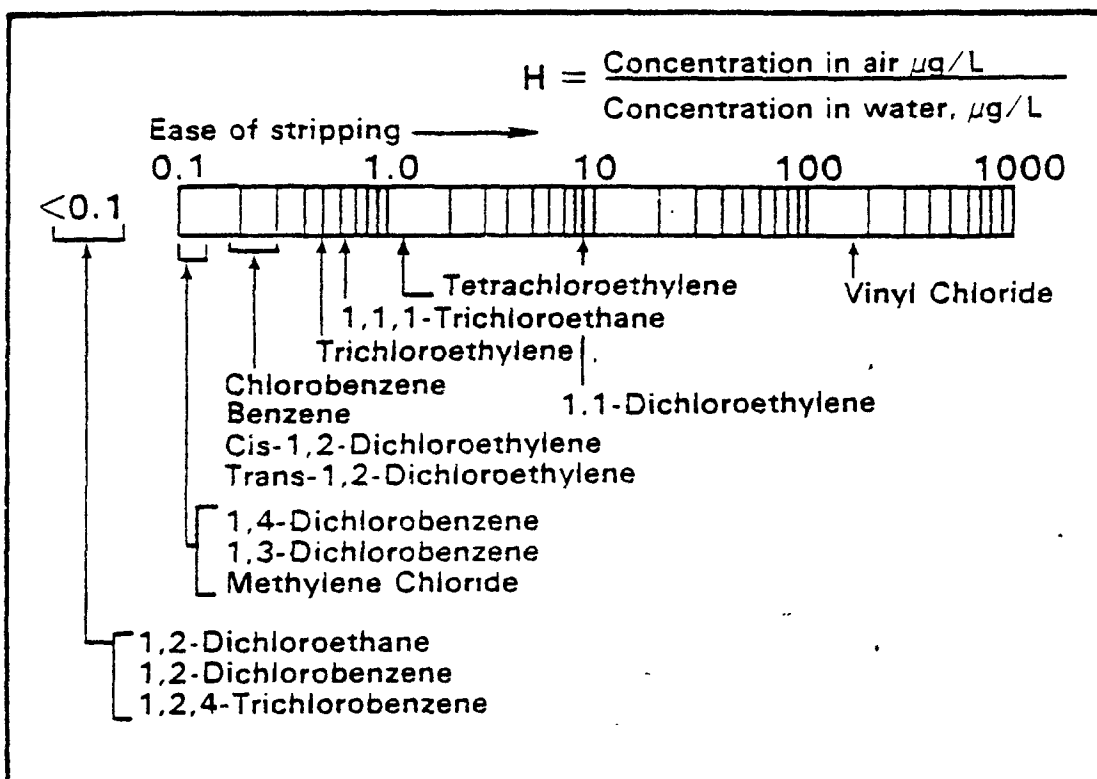 H = Concentration in air µg/L
Concentration in water, µg/L
Ease of stripping
0.1 1.0 10 100 1000
<0.1
Tetrachloroethylene
Vinyl Chloride
1,1,1-Trichloroethane
Trichloroethylene
Chlorobenzene
1.1-Dichloroethylene
Benzene
Cis-1,2-Dichloroethylene
Trans-1,2-Dichloroethylene
1,4-Dichlorobenzene
1,3-Dichlorobenzene
Methylene Chloride
1,2-Dichloroethane
1,2-Dichlorobenzene
1,2,4-Trichlorobenzene